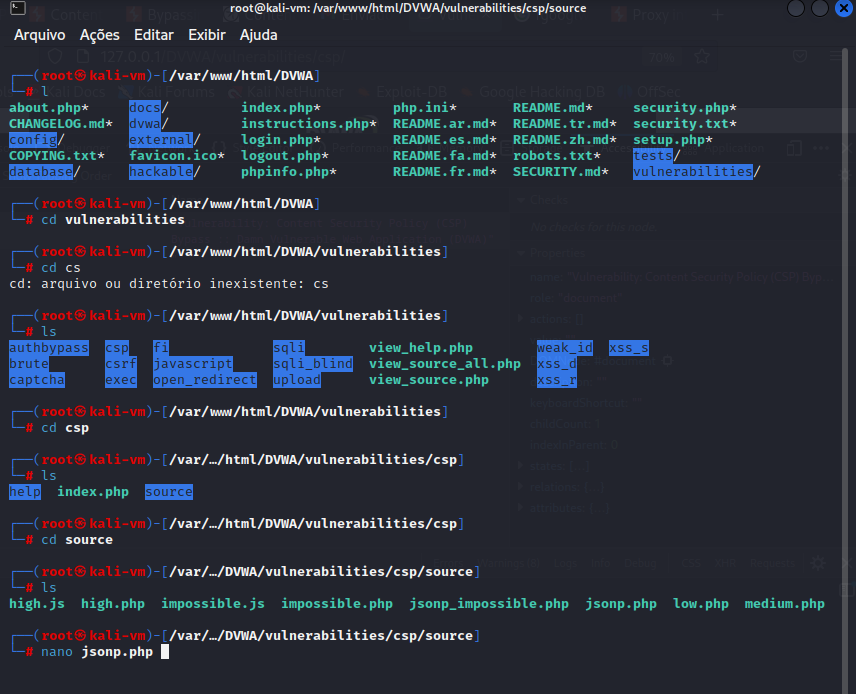 root@kali-vm: /var/www/html/DVWA/vulnerabilities/csp/source
Arquivo Ações Editar Exibir Ajuda
┌──(root㉿kali-vm)-[/var/www/html/DVWA]
└─# l
about.php* docs/ index.php* php.ini* README.md* security.php*
CHANGELOG.md* dvwa/ instructions.php* README.ar.md* README.tr.md* security.txt*
config/ external/ login.php* README.es.md* README.zh.md* setup.php*
COPYING.txt* favicon.ico* logout.php* README.fa.md* robots.txt* tests/
database/ hackable/ phpinfo.php* README.fr.md* SECURITY.md* vulnerabilities/
┌──(root㉿kali-vm)-[/var/www/html/DVWA]
└─# cd vulnerabilities
┌──(root㉿kali-vm)-[/var/www/html/DVWA/vulnerabilities]
└─# cd cs
cd: arquivo ou diretório inexistente: cs
┌──(root㉿kali-vm)-[/var/www/html/DVWA/vulnerabilities]
└─# ls
authbypass csp fi sqli view_help.php weak_id xss_s
brute csrf javascript sqli_blind view_source_all.php xss_d
captcha exec open_redirect upload view_source.php xss_r
┌──(root㉿kali-vm)-[/var/www/html/DVWA/vulnerabilities]
└─# cd csp
┌──(root㉿kali-vm)-[/var/…/html/DVWA/vulnerabilities/csp]
└─# ls
help index.php source
┌──(root㉿kali-vm)-[/var/…/html/DVWA/vulnerabilities/csp]
└─# cd source
┌──(root㉿kali-vm)-[/var/…/DVWA/vulnerabilities/csp/source]
└─# ls
high.js high.php impossible.js impossible.php jsonp_impossible.php jsonp.php low.php medium.php
┌──(root㉿kali-vm)-[/var/…/DVWA/vulnerabilities/csp/source]
└─# nano jsonp.php